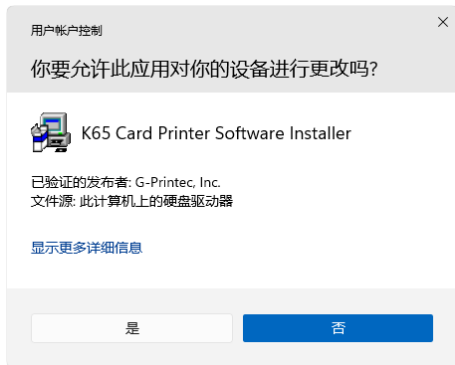 用户帐户控制
你要允许此应用对你的设备进行更改吗?
K65 Card Printer Software Installer
已验证的发布者: G-Printec, Inc.
文件源: 此计算机上的硬盘驱动器
显示更多详细信息
是
否